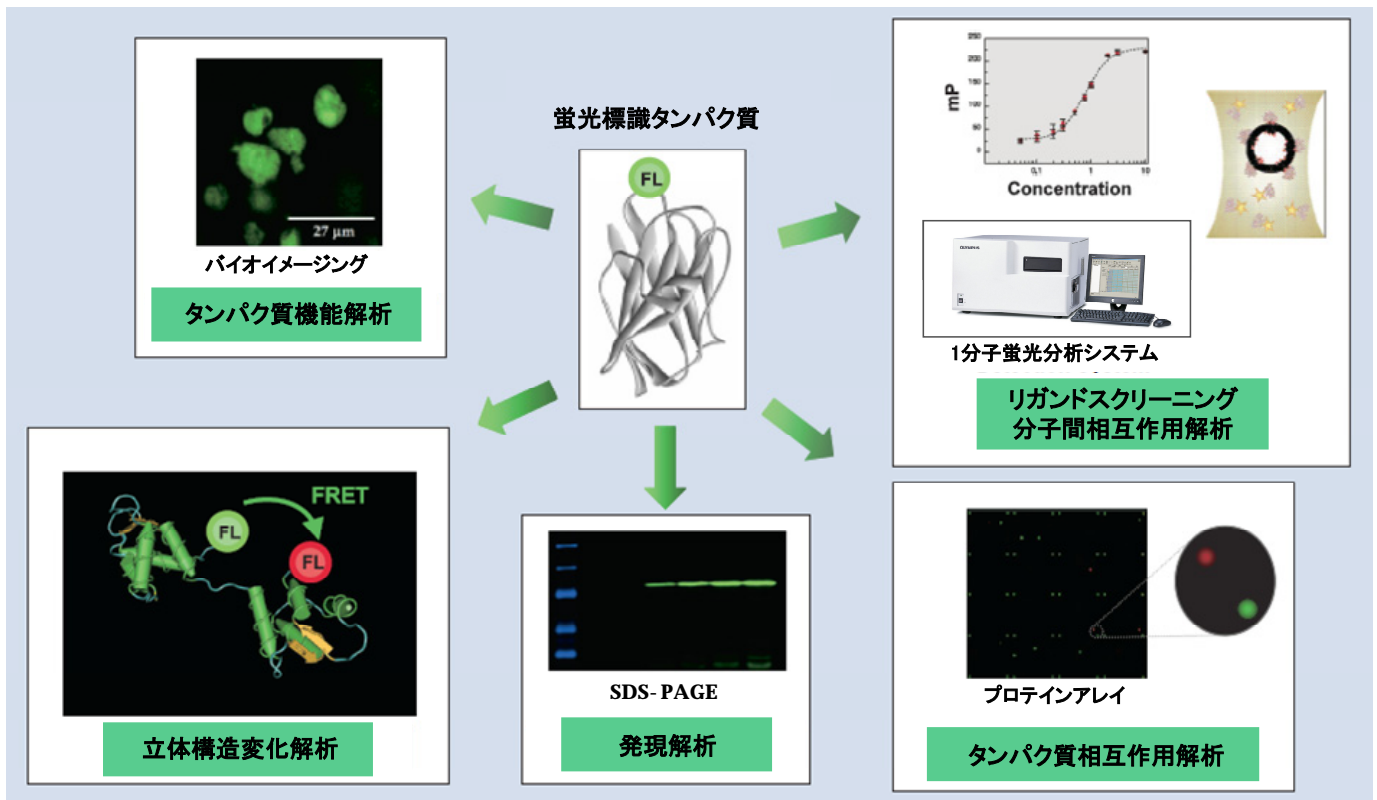 27 μm
バイオイメージング
タンパク質機能解析
蛍光標識タンパク質
FL
mP
250
200
150
100
50
0
0.1
1
10
Concentration
OLYMPUS
1分子蛍光分析システム
リガンドスクリーニング
分子間相互作用解析
FRET
FL
FL
立体構造変化解析
SDS-PAGE
発現解析
プロテインアレイ
タンパク質相互作用解析